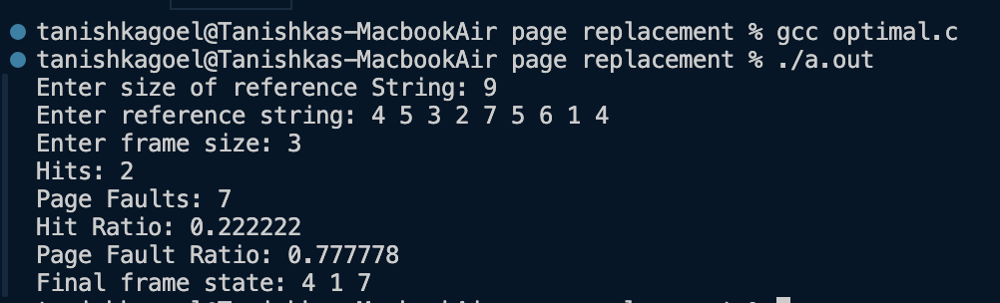 tanishkagoel@Tanishkas-MacbookAir page replacement % gcc optimal.c
tanishkagoel@Tanishkas-MacbookAir page replacement % ./a.out
Enter size of reference String: 9
Enter reference string: 4 5 3 2 7 5 6 1 4
Enter frame size: 3
Hits: 2
Page Faults: 7
Hit Ratio: 0.222222
Page Fault Ratio: 0.777778
Final frame state: 4 1 7